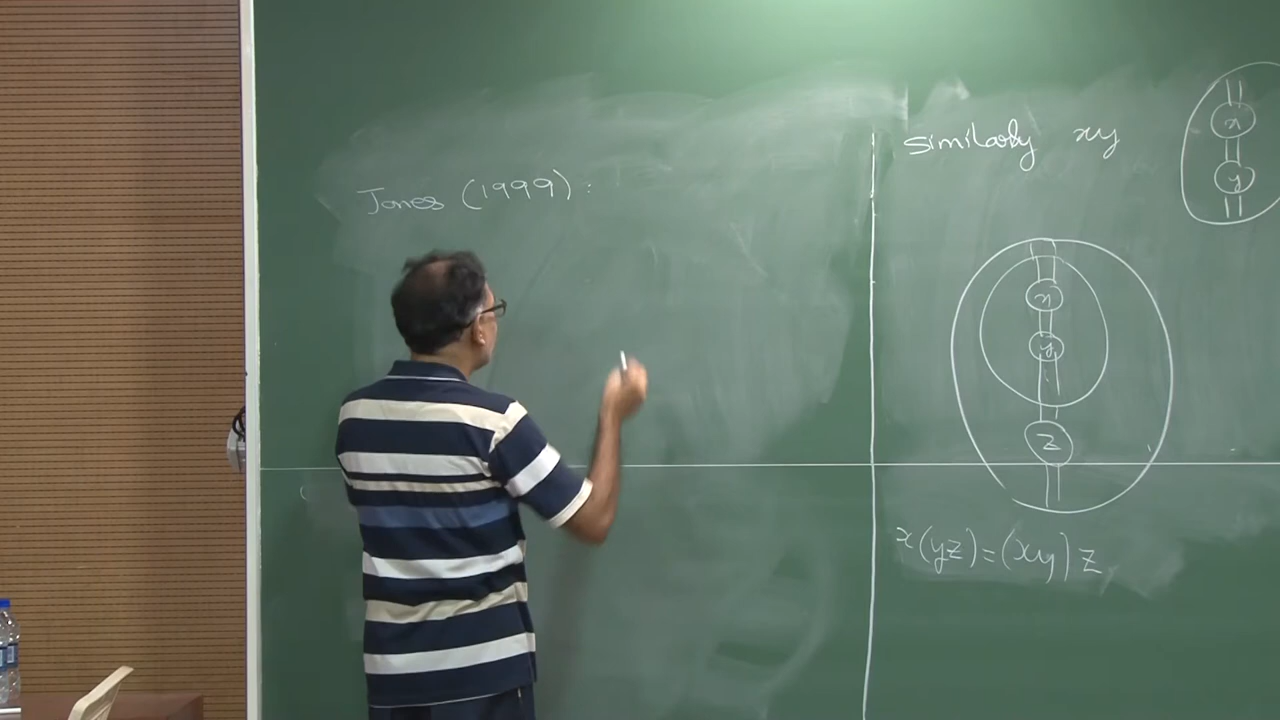 Jones (1999) :
similarly xy
x
y
x
y
z
x(yz)=(xy)z